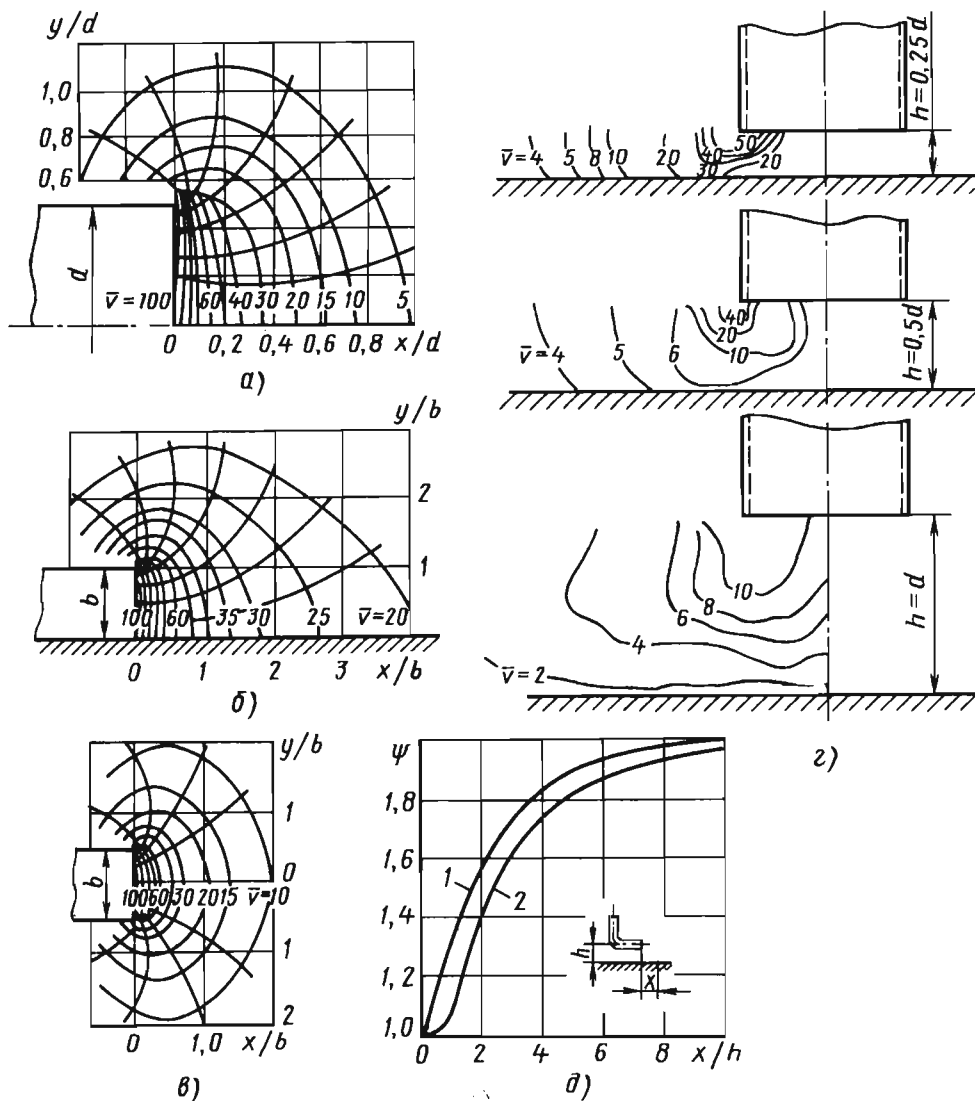 y/d
1,0
0,8
0,6
d
v̄=100 60 40 30 20 15 10 5
0 0,2 0,4 0,6 0,8 x/d
а)
y/b
2
1
b
100 60 35 30 25 v̄=20
0 1 2 3 x/b
б)
y/b
1
0
b
100 60 30 20 15 v̄=10
1
2
0 1,0 x/b
в)
h=0,25d
v̄=4 5 8 10 20 30 40 50 20
h=0,5d
v̄=4 5 6 10 20 40
h=d
10
8
6
4
v̄=2
г)
ψ
1,8
1,6
1,4
1,2
1,0
1
2
h
x
0 2 4 6 8 x/h
д)